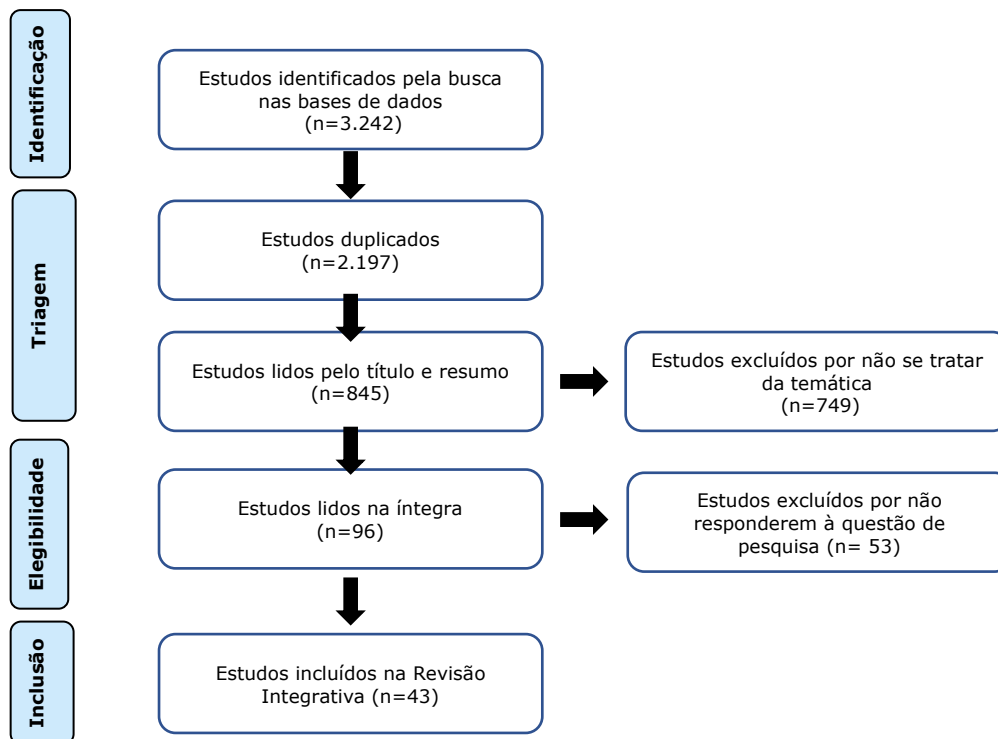 Identificação
Estudos identificados pela busca
nas bases de dados
(n=3.242)
Triagem
Estudos duplicados
(n=2.197)
Estudos lidos pelo título e resumo
(n=845)
Estudos excluídos por não se tratar
da temática
(n=749)
Elegibilidade
Estudos lidos na íntegra
(n=96)
Estudos excluídos por não
responderem à questão de
pesquisa (n= 53)
Inclusão
Estudos incluídos na Revisão
Integrativa (n=43)